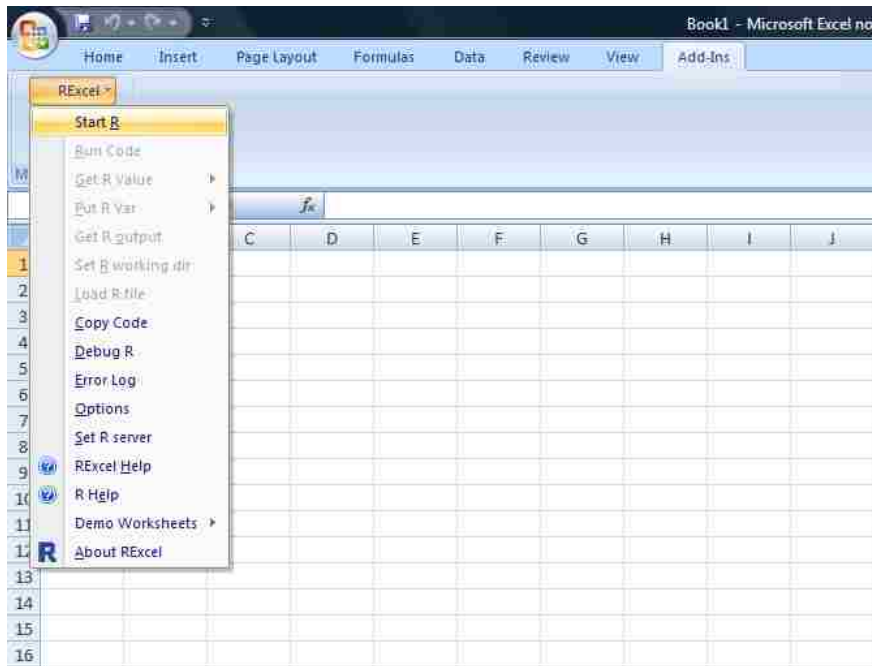 Book1 - Microsoft Excel no
Home Insert Page Layout Formulas Data Review View Add-Ins
RExcel
Start R
Run Code
Get R Value
Put R Var
Get R output
Set R working dir
Load R file
Copy Code
Debug R
Error Log
Options
Set R server
RExcel Help
R Help
Demo Worksheets
R About RExcel
M
fx
C D E F G H I J
1
2
3
4
5
6
7
8
9
10
11
12
13
14
15
16